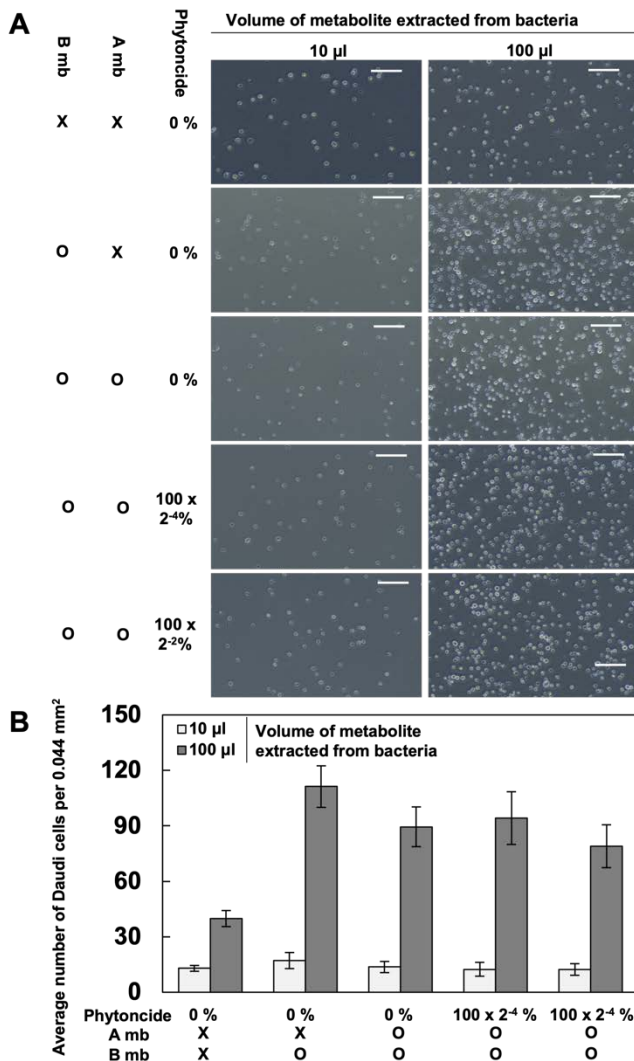 A
B mb
A mb
Phytoncide
Volume of metabolite extracted from bacteria
10 µl
100 µl
X X 0 %
O X 0 %
O O 0 %
O O 100 x
2⁻⁴%
O O 100 x
2⁻²%
B
Average number of Daudi cells per 0.044 mm²
150
120
90
60
30
0
10 µl
100 µl
Volume of metabolite
extracted from bacteria
Phytoncide 0 % 0 % 0 % 100 x 2⁻⁴ % 100 x 2⁻⁴ %
A mb X X O O O
B mb X O O O O